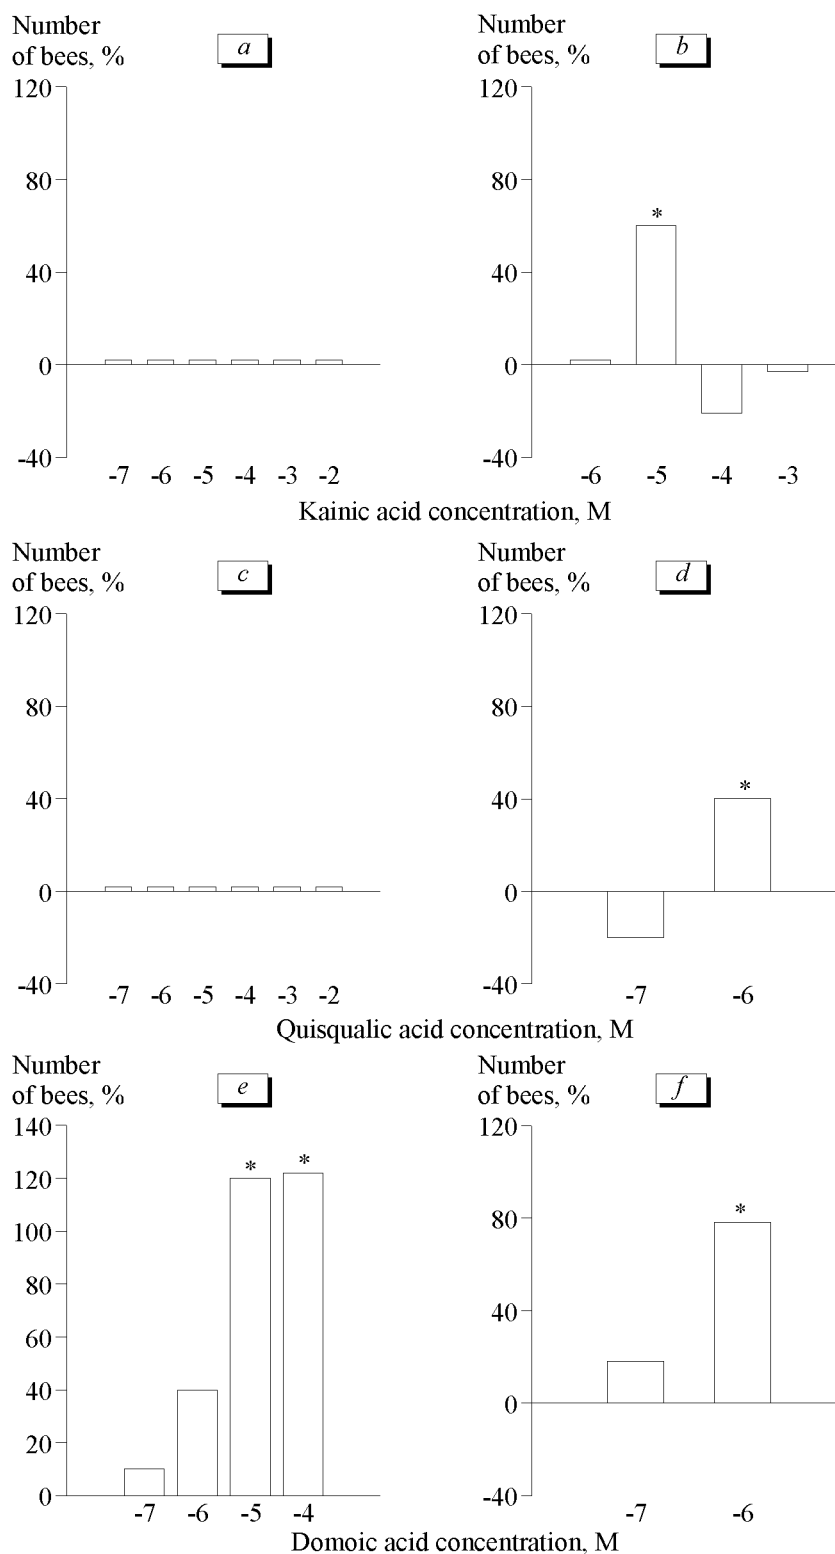 Number
of bees, %
a
120
80
40
0
-40
-7 -6 -5 -4 -3 -2
Number
of bees, %
b
120
80
40
0
-40
*
-6 -5 -4 -3
Kainic acid concentration, M
Number
of bees, %
c
120
80
40
0
-40
-7 -6 -5 -4 -3 -2
Number
of bees, %
d
120
80
40
0
-40
*
-7 -6
Quisqualic acid concentration, M
Number
of bees, %
e
140
120
100
80
60
40
20
0
* *
-7 -6 -5 -4
Number
of bees, %
f
120
80
40
0
-40
*
-7 -6
Domoic acid concentration, M